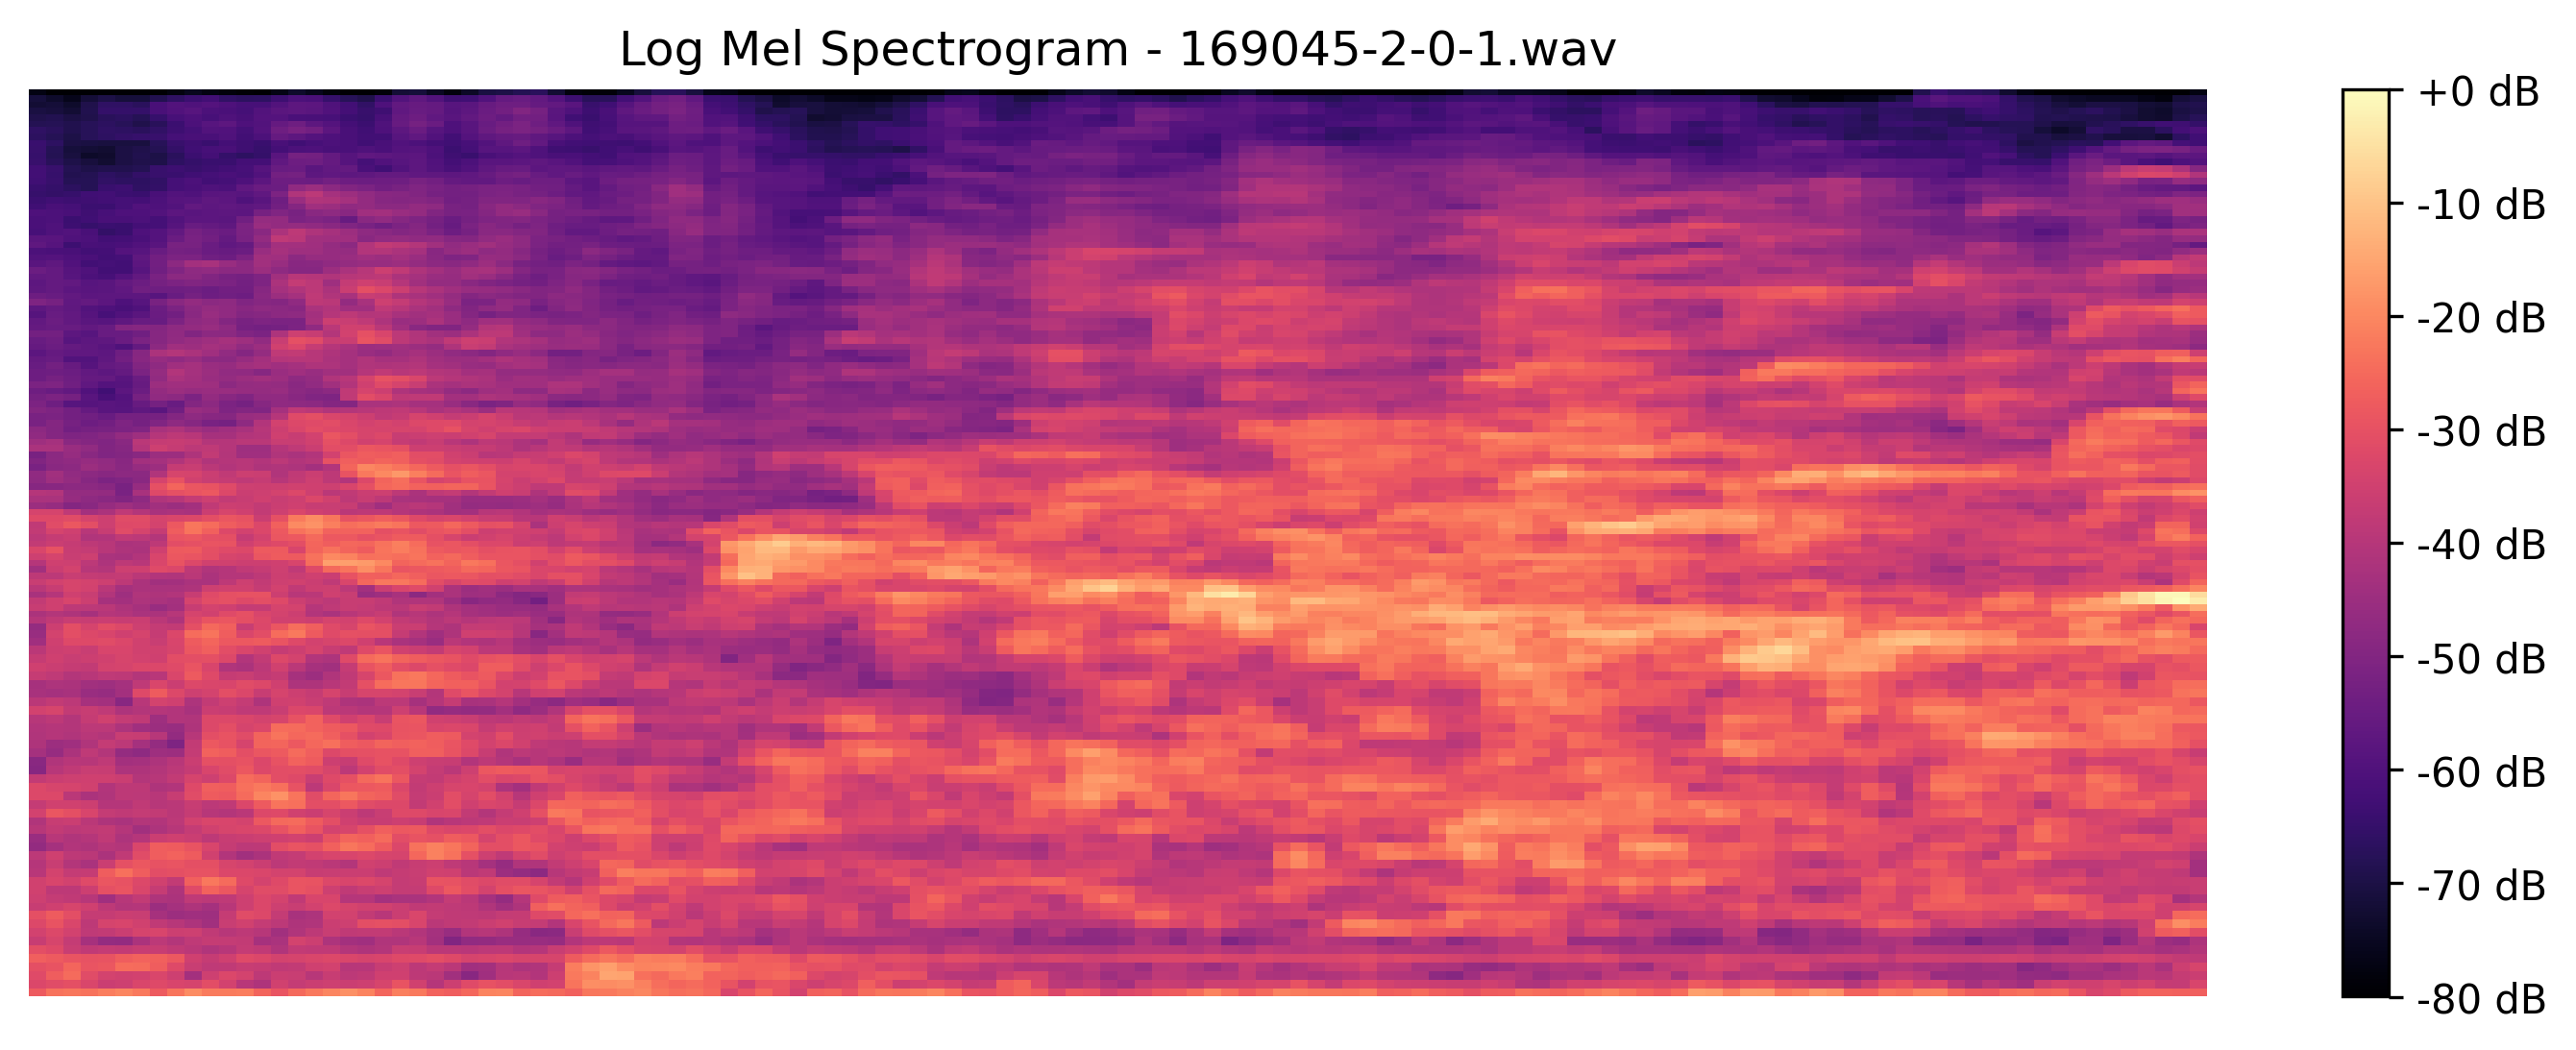 Log Mel Spectrogram - 169045-2-0-1.wav
+0 dB
-10 dB
-20 dB
-30 dB
-40 dB
-50 dB
-60 dB
-70 dB
-80 dB